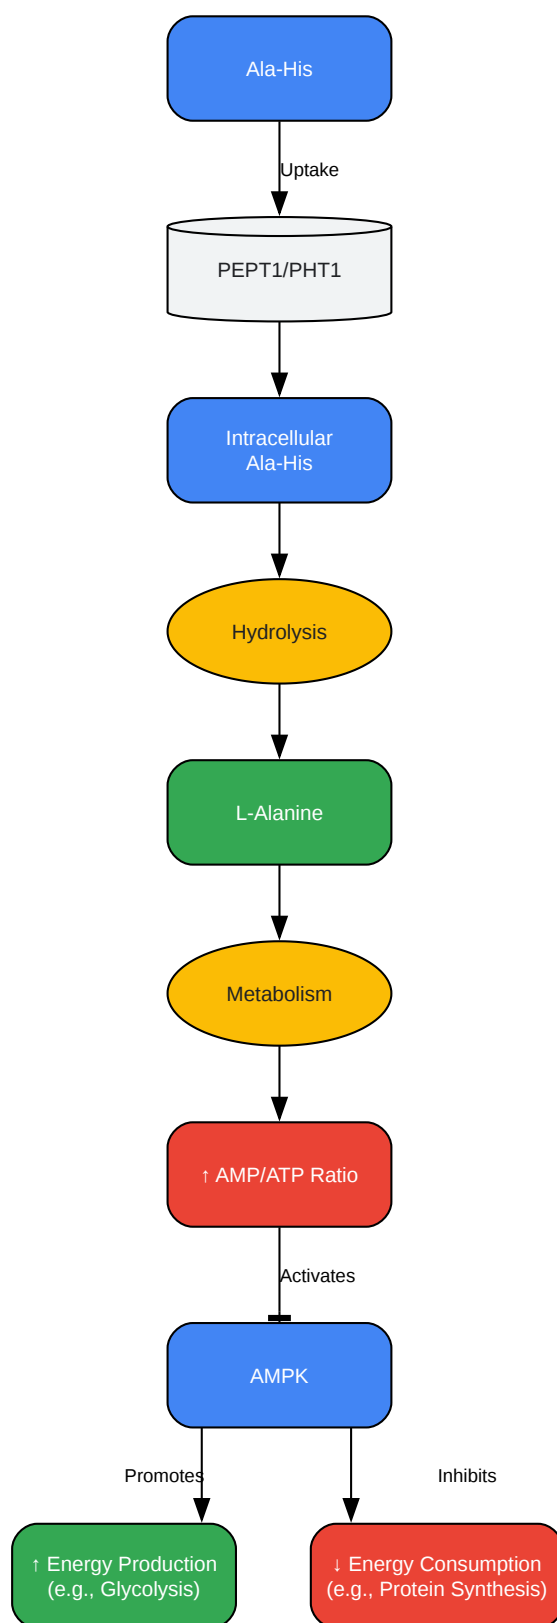 Ala-His
Uptake
PEPT1/PHT1
Intracellular
Ala-His
Hydrolysis
L-Alanine
Metabolism
↑ AMP/ATP Ratio
Activates
AMPK
Promotes
Inhibits
↑ Energy Production
(e.g., Glycolysis)
↓ Energy Consumption
(e.g., Protein Synthesis)